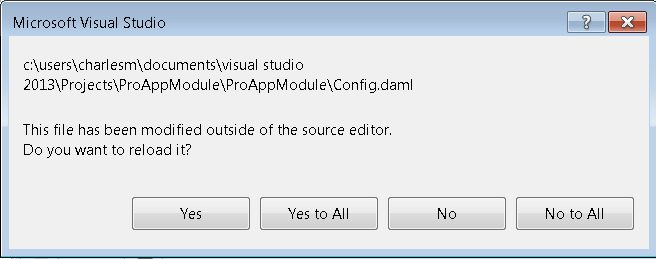 Microsoft Visual Studio
?
c:\users\charlesm\documents\visual studio
2013\Projects\ProAppModule\ProAppModule\Config.daml
This file has been modified outside of the source editor.
Do you want to reload it?
Yes
Yes to All
No
No to All